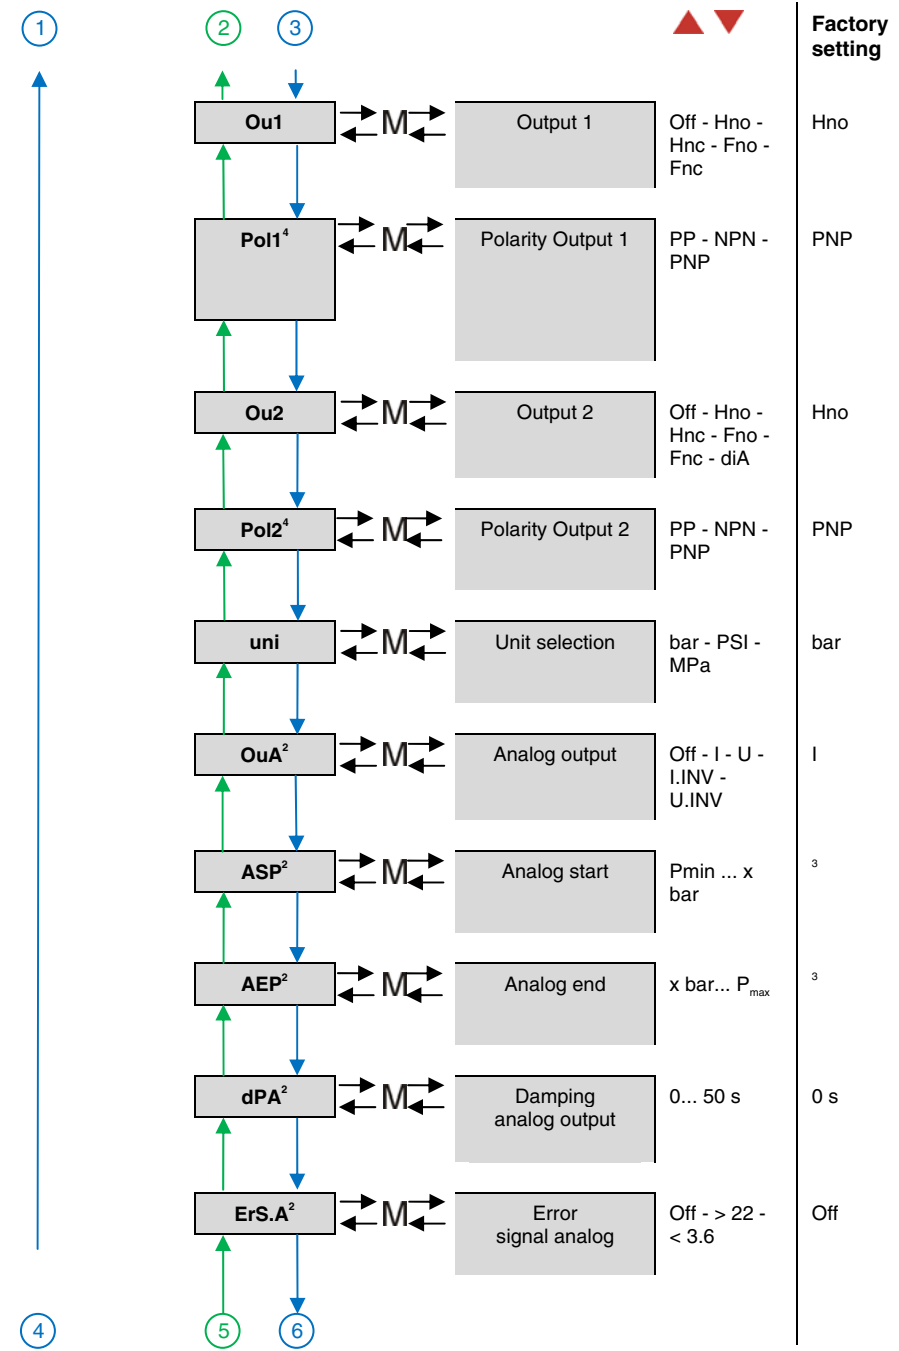 1
2
3
Factory
setting
Ou1
M
Output 1
Off - Hno -
Hnc - Fno -
Fnc
Hno
Pol1⁴
M
Polarity Output 1
PP - NPN -
PNP
PNP
Ou2
M
Output 2
Off - Hno -
Hnc - Fno -
Fnc - diA
Hno
Pol2⁴
M
Polarity Output 2
PP - NPN -
PNP
PNP
uni
M
Unit selection
bar - PSI -
MPa
bar
OuA²
M
Analog output
Off - I - U -
I.INV -
U.INV
I
ASP²
M
Analog start
Pmin ... x
bar
³
AEP²
M
Analog end
x bar... Pmax
³
dPA²
M
Damping
analog output
0... 50 s
0 s
ErS.A²
M
Error
signal analog
Off - > 22 -
< 3.6
Off
4
5
6